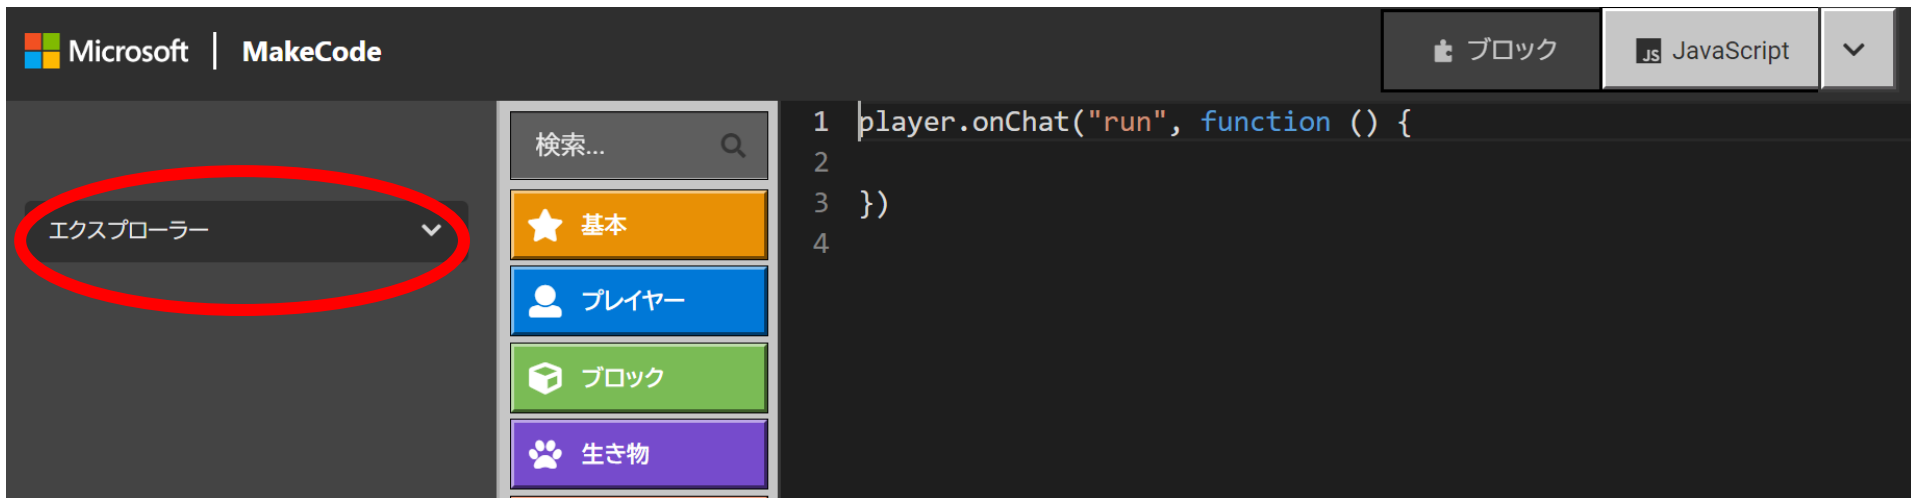 Microsoft | MakeCode
ブロック
JavaScript
エクスプローラー
検索...
基本
プレイヤー
ブロック
生き物
1 player.onChat("run", function () {
2
3 })
4